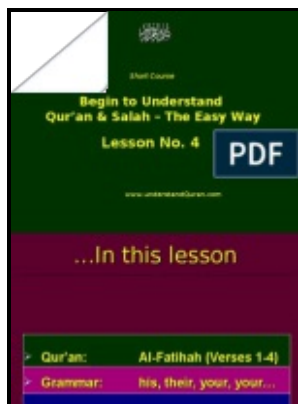 Short Course
Begin to Understand
Qur'an & Salah – The Easy Way
Lesson No. 4
PDF
www.understandQuran.com
...In this lesson
Qur'an: Al-Fatihah (Verses 1-4)
Grammar: his, their, your, your...